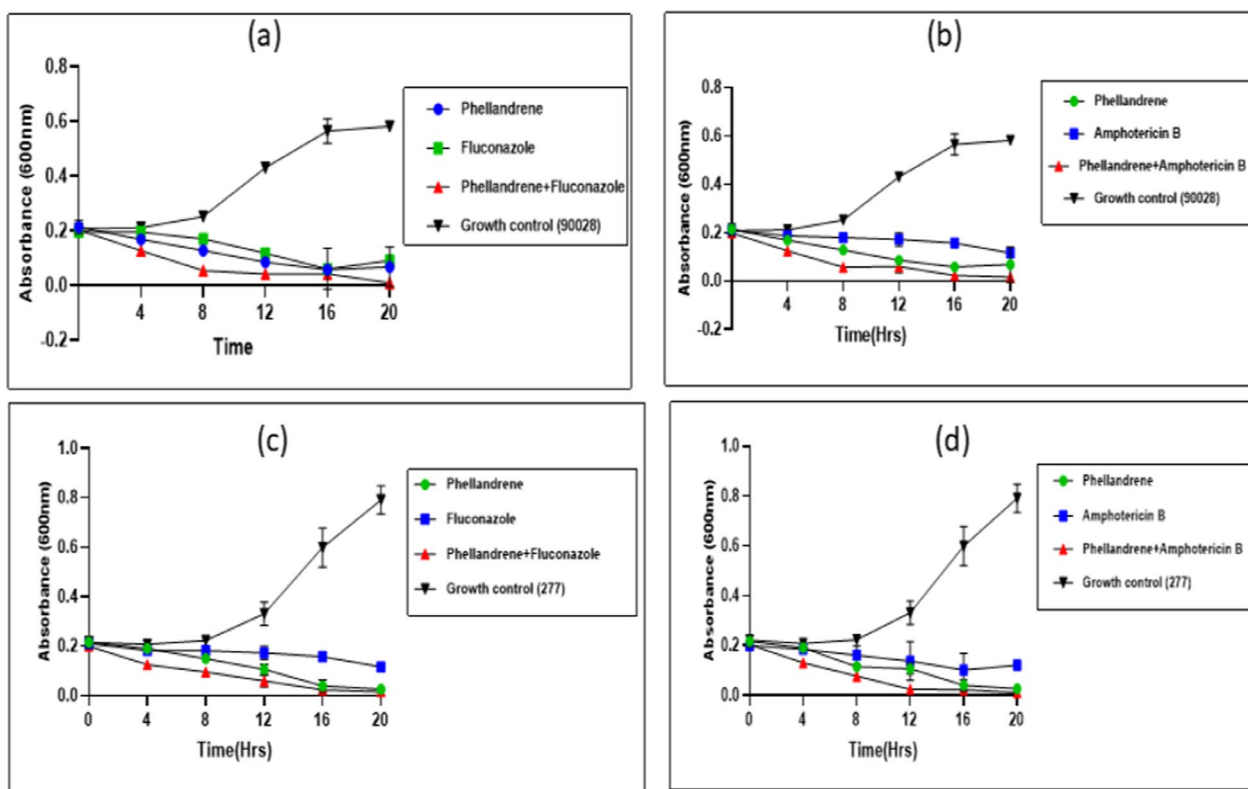 (a)
0.8
0.6
0.4
0.2
0.0
-0.2
Absorbance (600nm)
4 8 12 16 20
Time
Phellandrene
Fluconazole
Phellandrene+Fluconazole
Growth control (90028)
(b)
0.8
0.6
0.4
0.2
0.0
-0.2
Absorbance (600nm)
4 8 12 16 20
Time(Hrs)
Phellandrene
Amphotericin B
Phellandrene+Amphotericin B
Growth control (90028)
(c)
1.0
0.8
0.6
0.4
0.2
0.0
Absorbance (600nm)
0 4 8 12 16 20
Time(Hrs)
Phellandrene
Fluconazole
Phellandrene+Fluconazole
Growth control (277)
(d)
1.0
0.8
0.6
0.4
0.2
0.0
Absorbance (600nm)
0 4 8 12 16 20
Time(Hrs)
Phellandrene
Amphotericin B
Phellandrene+Amphotericin B
Growth control (277)